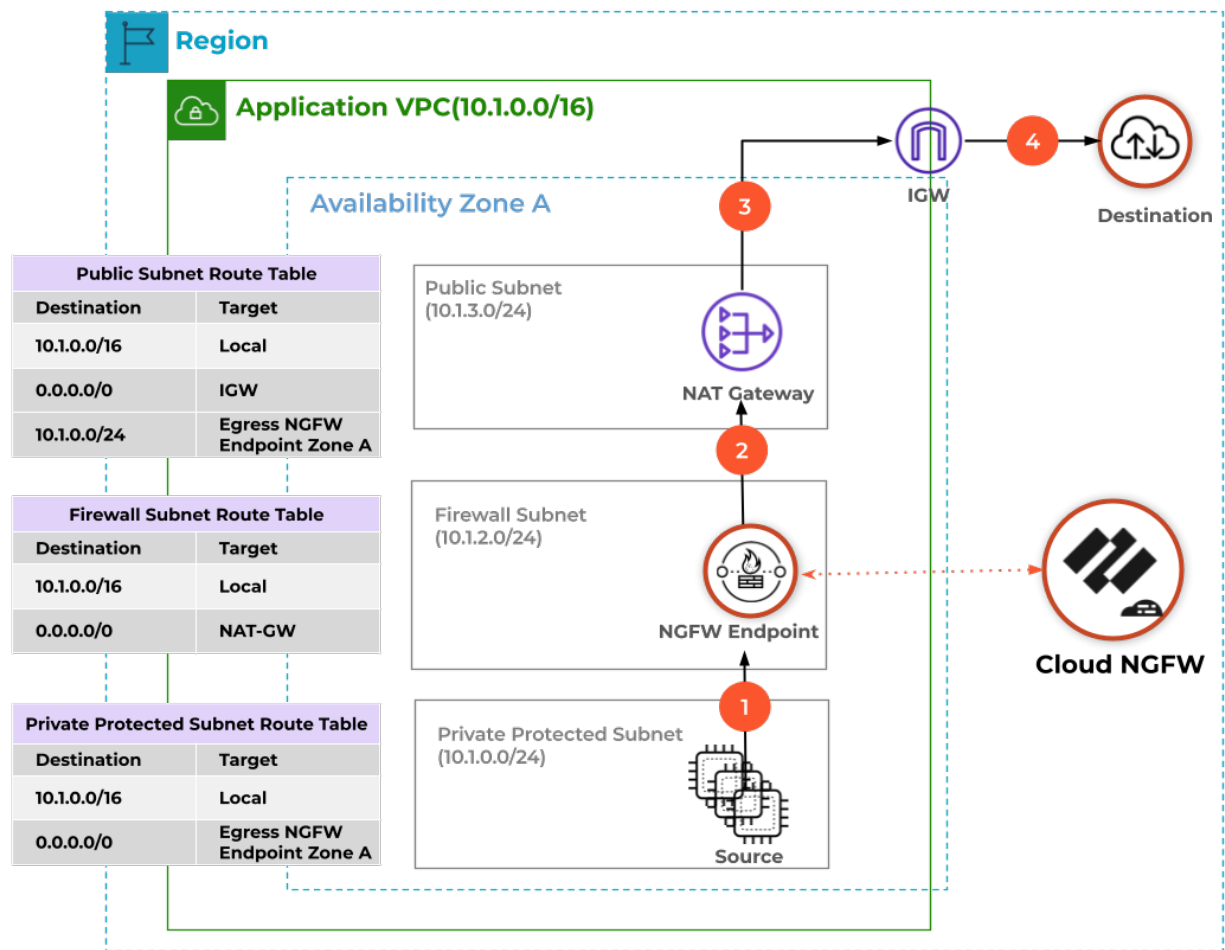 Region
Application VPC(10.1.0.0/16)
4
IGW
Destination
Availability Zone A
3
Public Subnet Route Table
Destination Target
10.1.0.0/16 Local
0.0.0.0/0 IGW
10.1.0.0/24 Egress NGFW
Endpoint Zone A
Public Subnet
(10.1.3.0/24)
NAT Gateway
2
Firewall Subnet Route Table
Destination Target
10.1.0.0/16 Local
0.0.0.0/0 NAT-GW
Firewall Subnet
(10.1.2.0/24)
NGFW Endpoint
Cloud NGFW
1
Private Protected Subnet Route Table
Destination Target
10.1.0.0/16 Local
0.0.0.0/0 Egress NGFW
Endpoint Zone A
Private Protected Subnet
(10.1.0.0/24)
Source